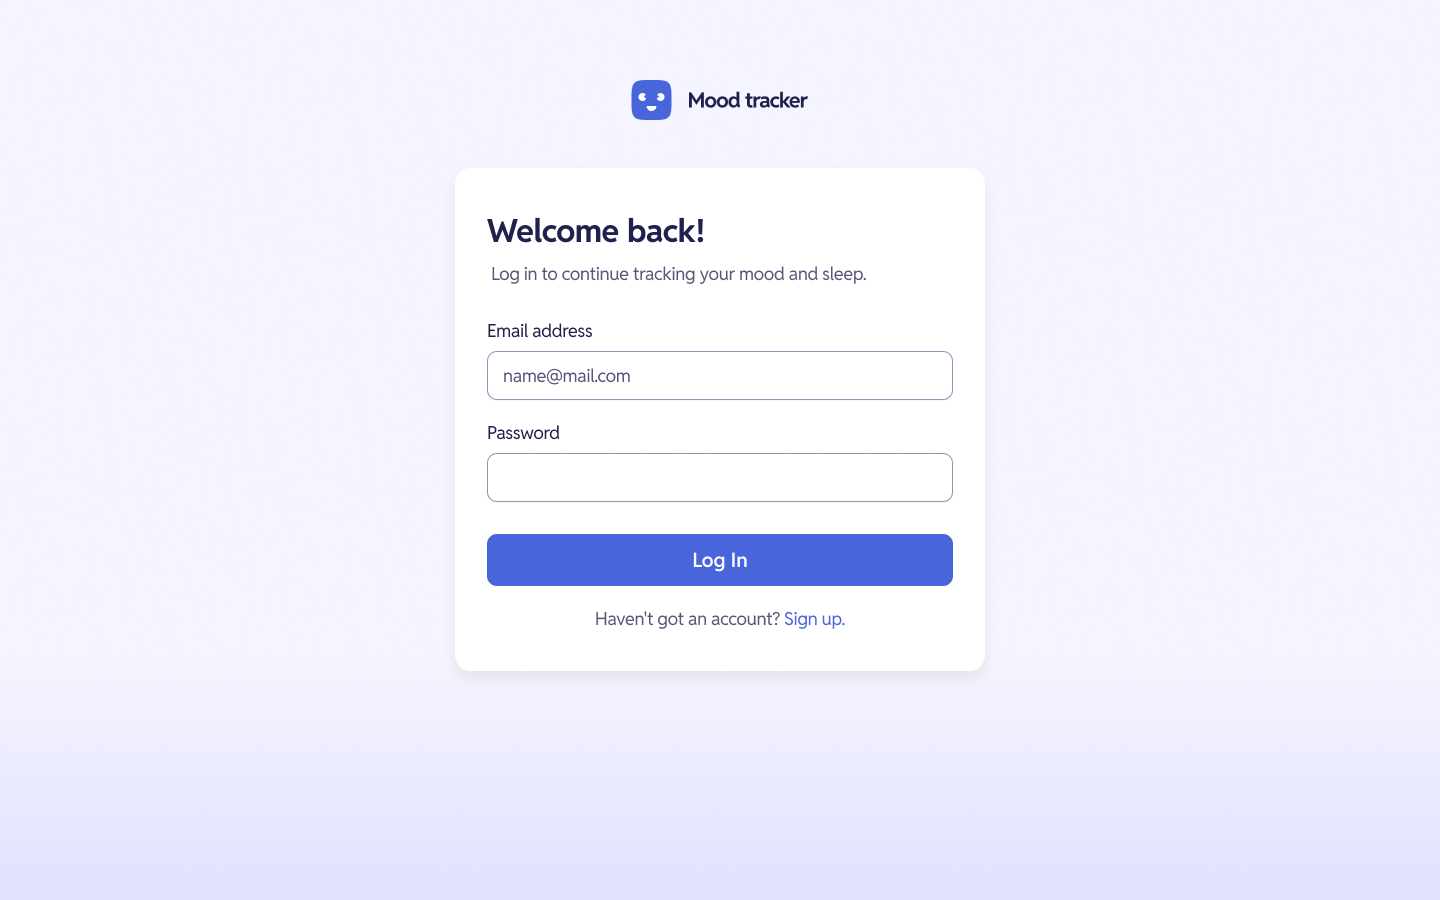 Mood tracker
Welcome back!
Log in to continue tracking your mood and sleep.
Email address
name@mail.com
Password
Log In
Haven't got an account? Sign up.